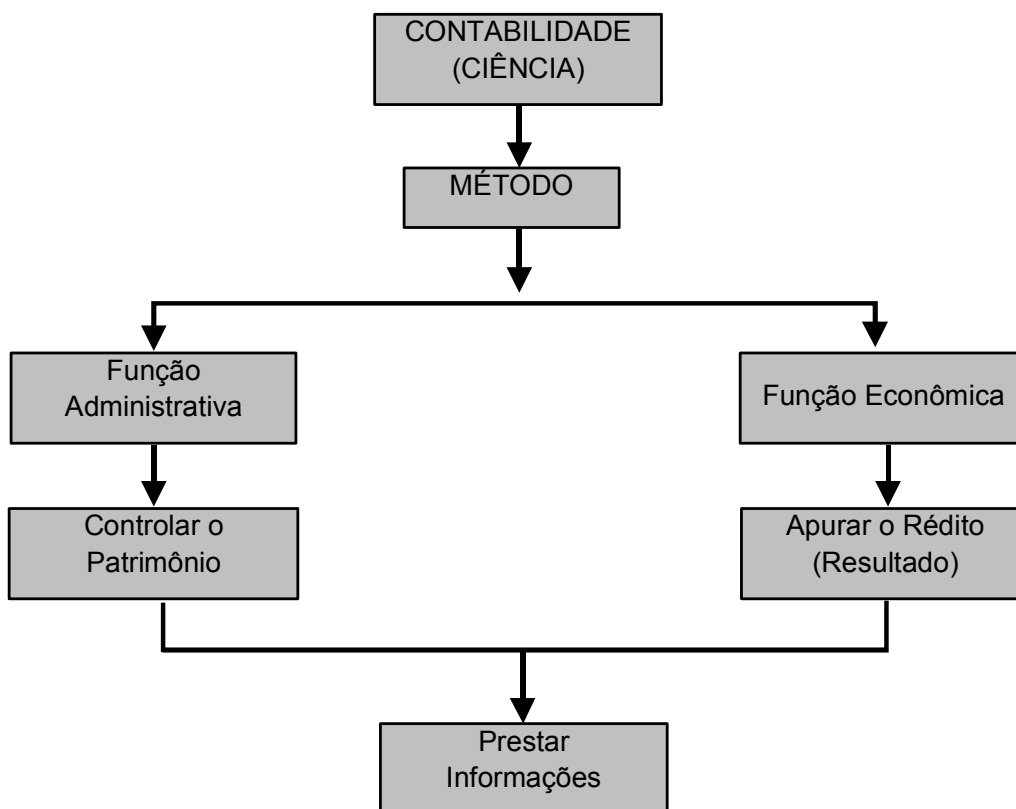 CONTABILIDADE
(CIÊNCIA)
MÉTODO
Função
Administrativa
Função Econômica
Controlar o
Patrimônio
Apurar o Rédito
(Resultado)
Prestar
Informações